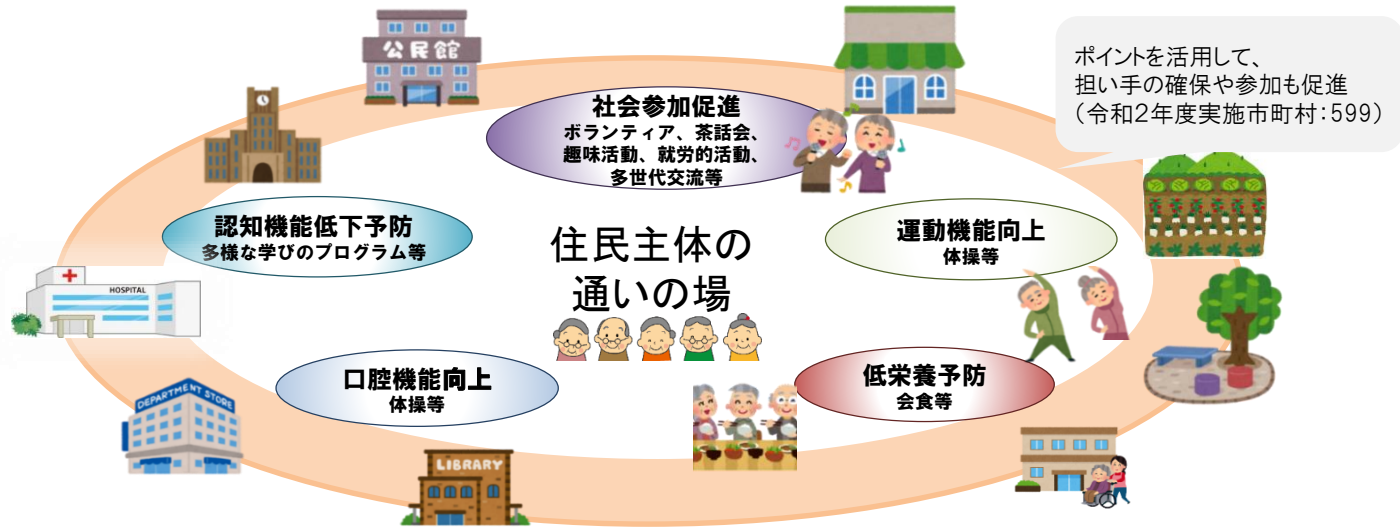 公民館
ポイントを活用して、
担い手の確保や参加も促進
（令和２年度実施市町村：599）
社会参加促進
ボランティア、茶話会、
趣味活動、就労的活動、
多世代交流等
認知機能低下予防
多様な学びのプログラム等
運動機能向上
体操等
住民主体の
通いの場
HOSPITAL
口腔機能向上
体操等
低栄養予防
会食等
DEPARTMENT STORE
LIBRARY